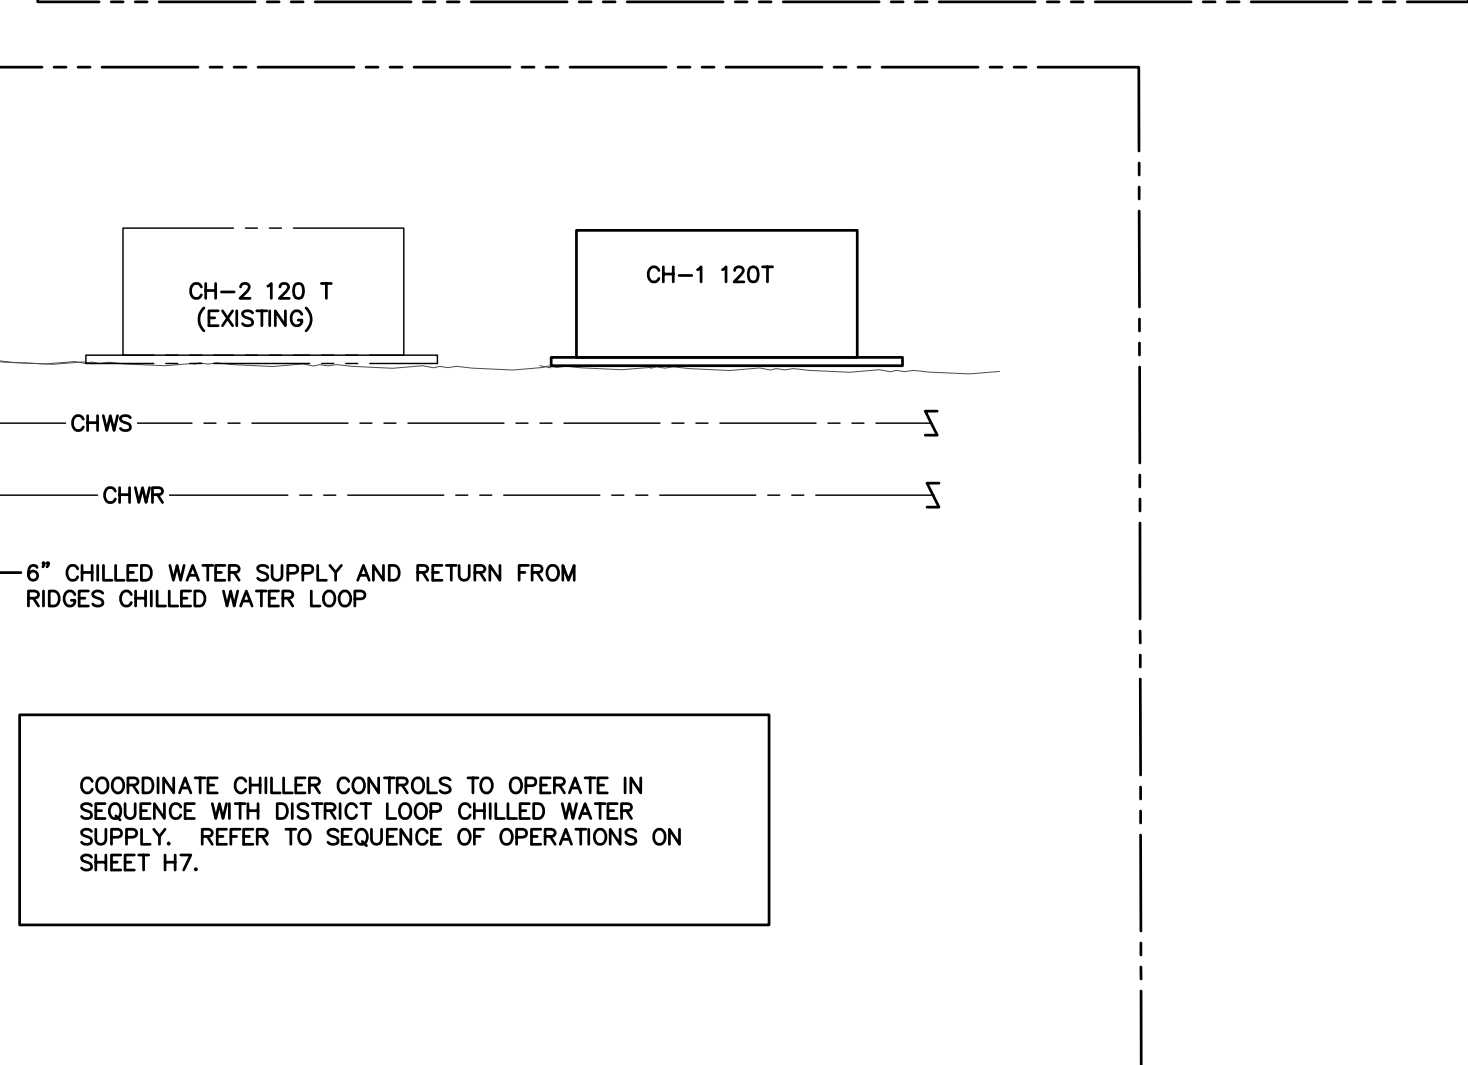 CH-2 120 T
(EXISTING)
CH-1 120T
CHWS
CHWR
6" CHILLED WATER SUPPLY AND RETURN FROM
RIDGES CHILLED WATER LOOP
COORDINATE CHILLER CONTROLS TO OPERATE IN
SEQUENCE WITH DISTRICT LOOP CHILLED WATER
SUPPLY. REFER TO SEQUENCE OF OPERATIONS ON
SHEET H7.